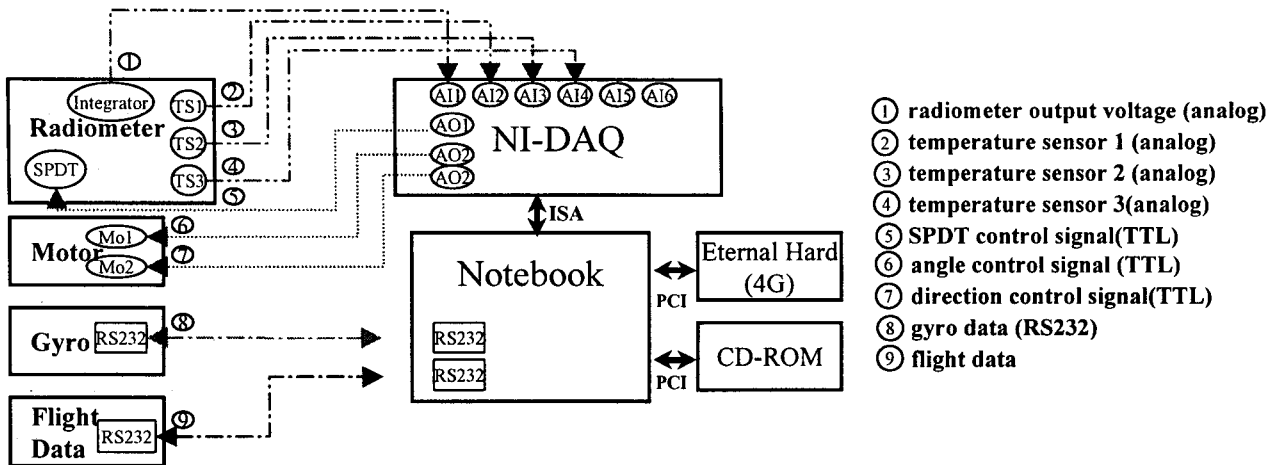 ①
Integrator
Radiometer
SPDT
TS1
TS2
TS3
②
③
④
⑤
AI1 AI2 AI3 AI4 AI5 AI6
AO1
AO2
AO2
NI-DAQ
ISA
Motor
Mo1
Mo2
⑥
⑦
Gyro
RS232
⑧
Flight
Data
RS232
⑨
Notebook
RS232
RS232
PCI
Eternal Hard
(4G)
PCI
CD-ROM
① radiometer output voltage (analog)
② temperature sensor 1 (analog)
③ temperature sensor 2 (analog)
④ temperature sensor 3(analog)
⑤ SPDT control signal(TTL)
⑥ angle control signal (TTL)
⑦ direction control signal(TTL)
⑧ gyro data (RS232)
⑨ flight data